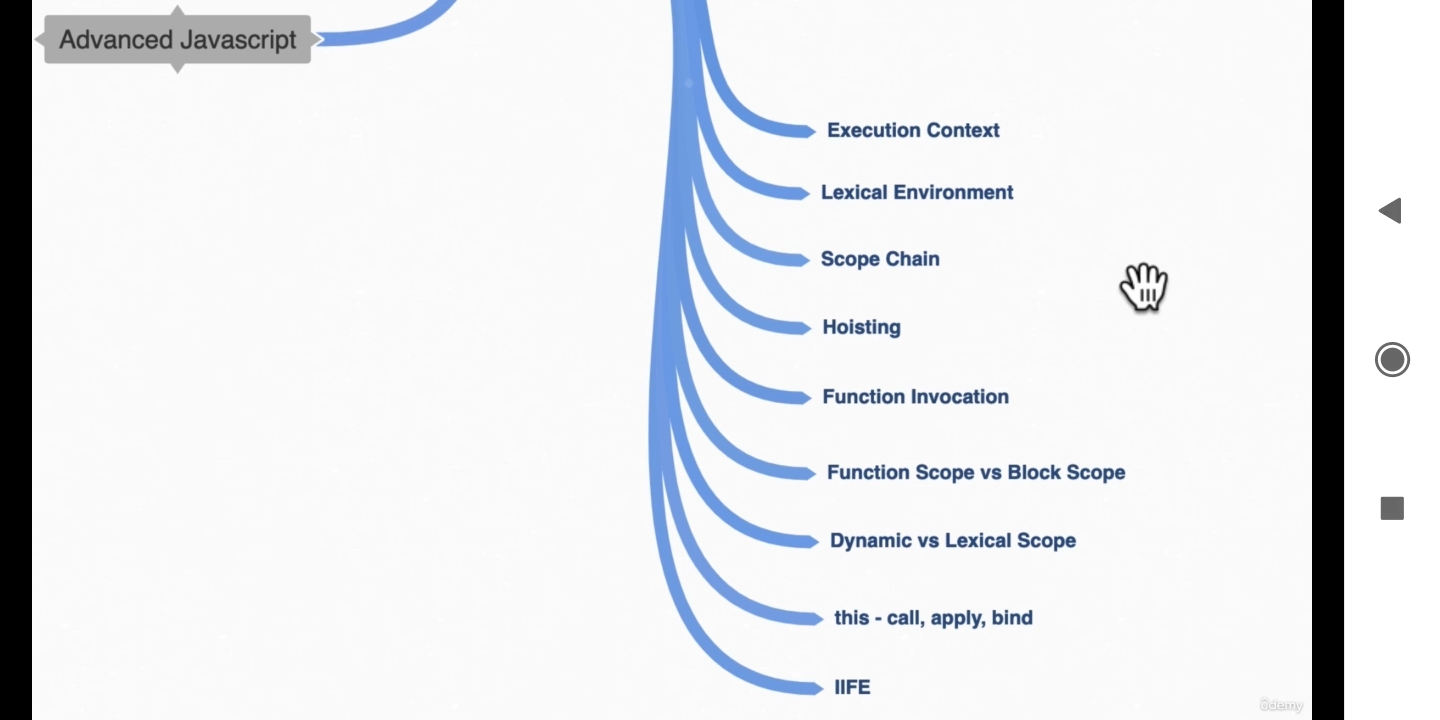 Advanced Javascript
Execution Context
Lexical Environment
Scope Chain
Hoisting
Function Invocation
Function Scope vs Block Scope
Dynamic vs Lexical Scope
this - call, apply, bind
IIFE
ûdemy